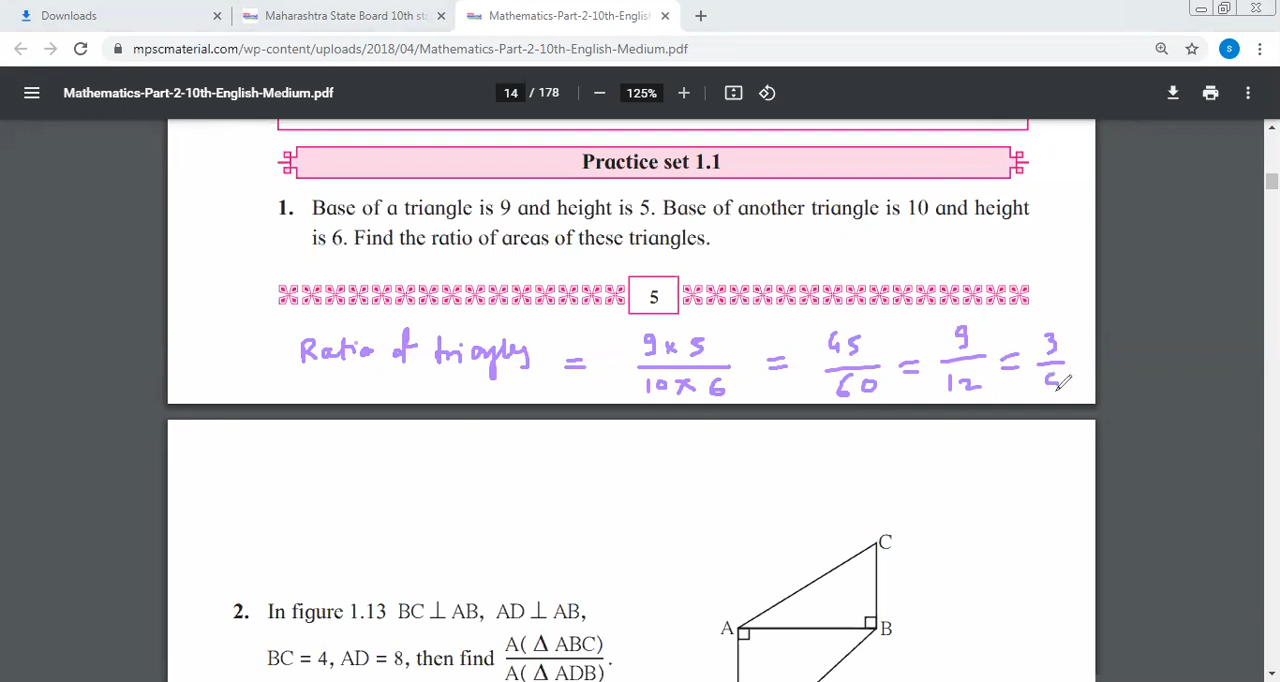 Downloads
Maharashtra State Board 10th st
Mathematics-Part-2-10th-Englis
mpscmaterial.com/wp-content/uploads/2018/04/Mathematics-Part-2-10th-English-Medium.pdf
S
Mathematics-Part-2-10th-English-Medium.pdf
14 / 178
125%
Practice set 1.1
1. Base of a triangle is 9 and height is 5. Base of another triangle is 10 and height
is 6. Find the ratio of areas of these triangles.
5
Ratio of triangles = 9 x 5 / 10 x 6 = 45 / 60 = 9 / 12 = 3 /
C
A
B
2. In figure 1.13 BC ⊥ AB, AD ⊥ AB,
BC = 4, AD = 8, then find A( Δ ABC) / A( Δ ADB) .